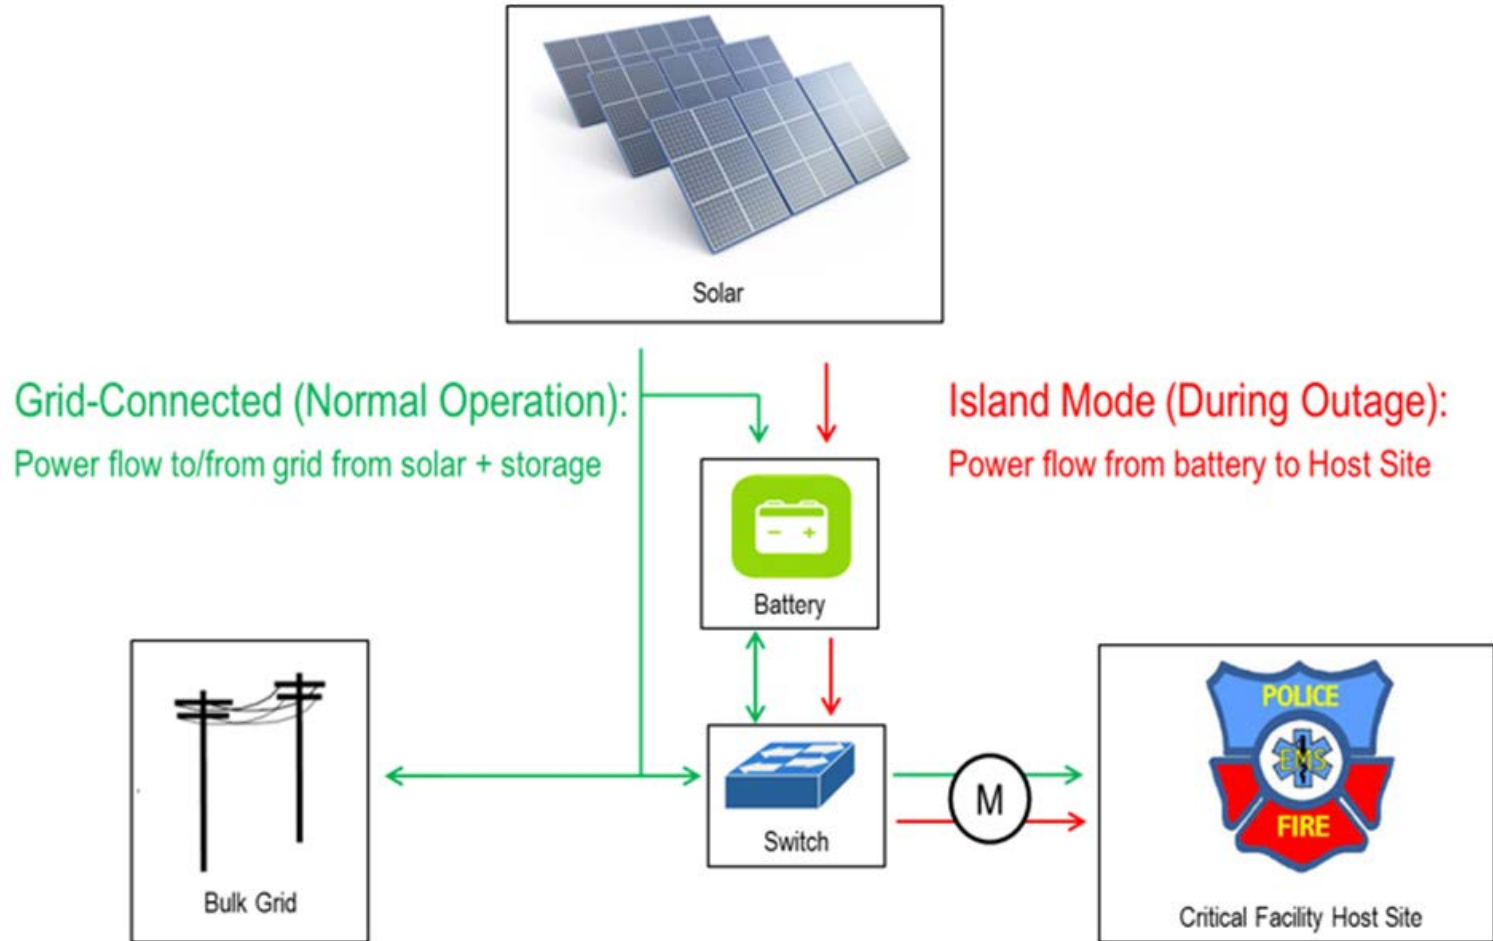 Solar
Grid-Connected (Normal Operation):
Power flow to/from grid from solar + storage
Island Mode (During Outage):
Power flow from battery to Host Site
Battery
Switch
M
Bulk Grid
POLICE
EMS
FIRE
Critical Facility Host Site